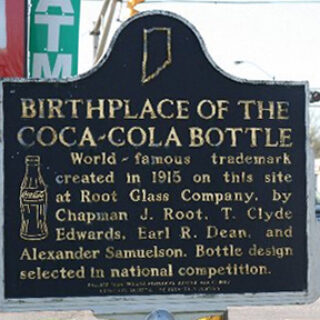 ATM
BIRTHPLACE OF THE
COCA-COLA BOTTLE
World-famous trademark
created in 1915 on this site
at Root Glass Company, by
Chapman J. Root, T. Clyde
Edwards, Earl R. Dean, and
Alexander Samuelson. Bottle design
selected in national competition.